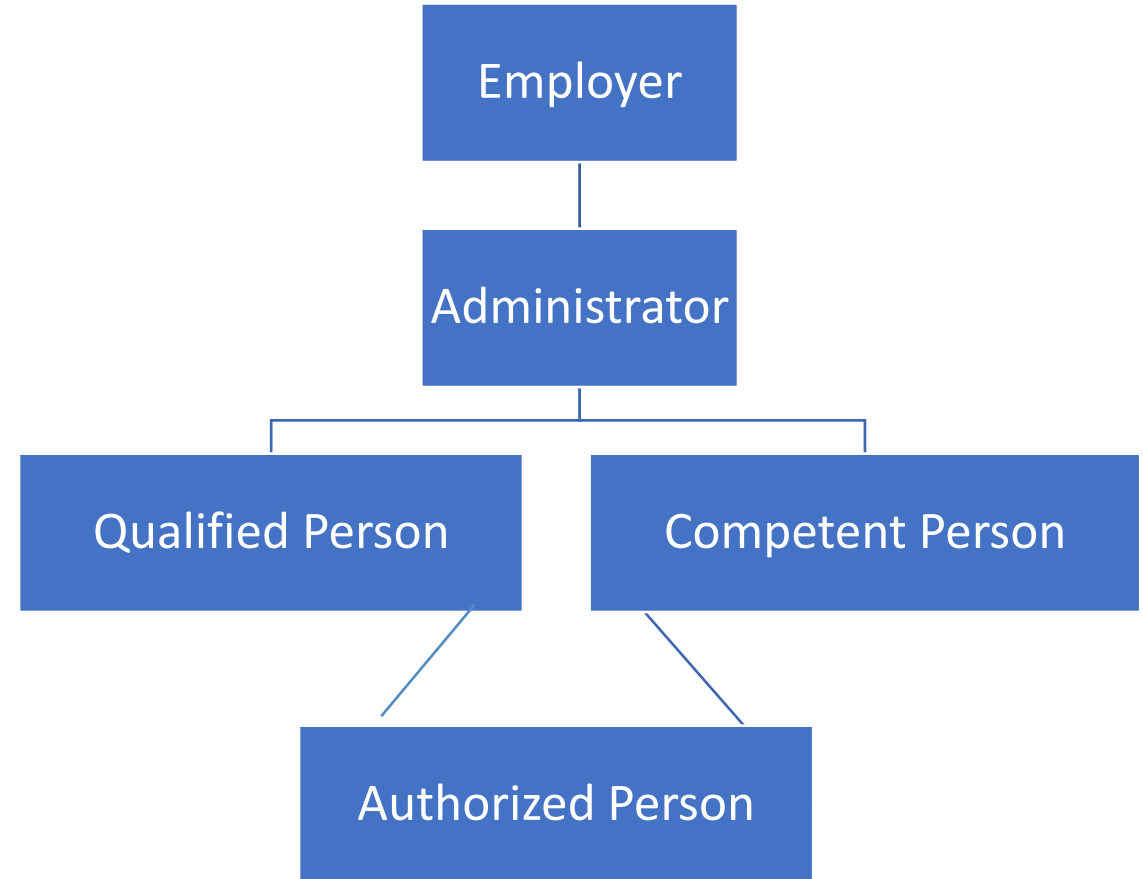 Employer
Administrator
Qualified Person
Competent Person
Authorized Person